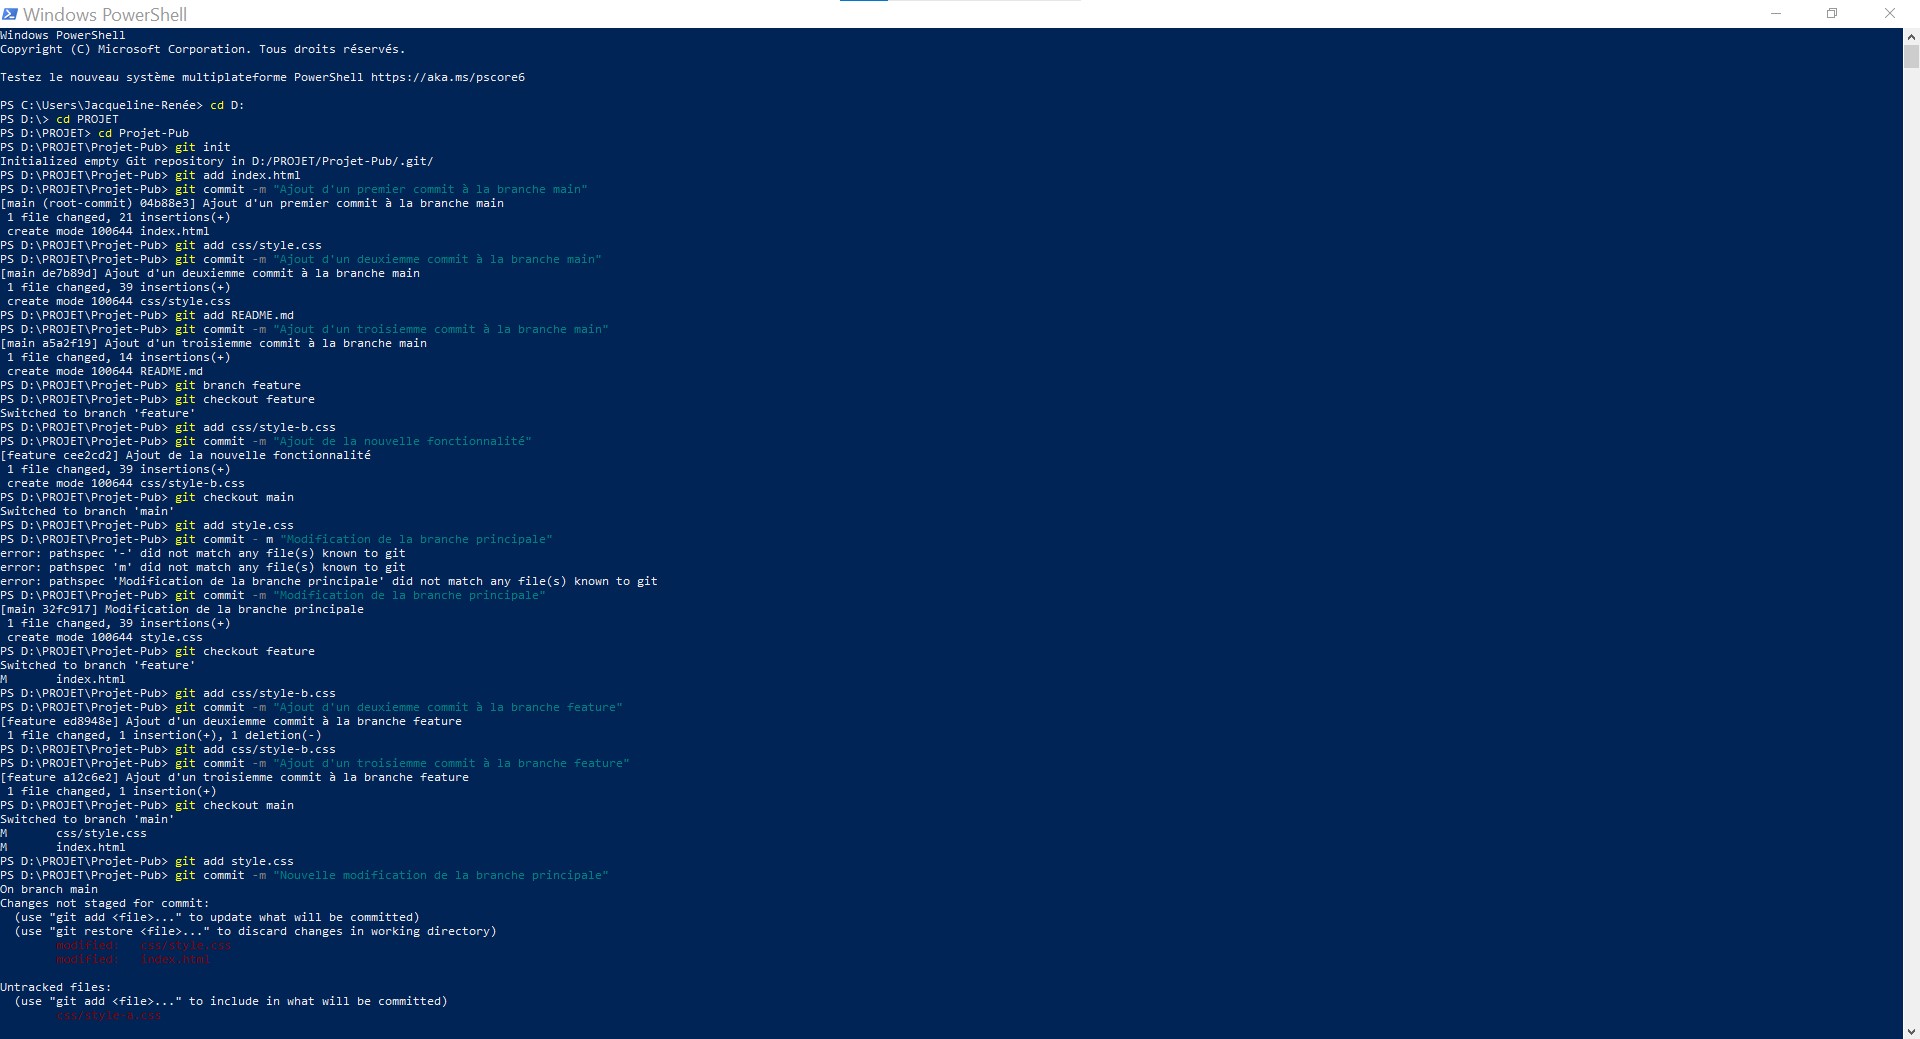 Windows PowerShell
Windows PowerShell
Copyright (C) Microsoft Corporation. Tous droits réservés.
Testez le nouveau système multiplateforme PowerShell https://aka.ms/pscore6
PS C:\Users\Jacqueline-Renée> cd D:
PS D:\> cd PROJET
PS D:\PROJET> cd Projet-Pub
PS D:\PROJET\Projet-Pub> git init
Initialized empty Git repository in D:/PROJET/Projet-Pub/.git/
PS D:\PROJET\Projet-Pub> git add index.html
PS D:\PROJET\Projet-Pub> git commit -m "Ajout d'un premier commit à la branche main"
[main (root-commit) 04b88e3] Ajout d'un premier commit à la branche main
 1 file changed, 21 insertions(+)
 create mode 100644 index.html
PS D:\PROJET\Projet-Pub> git add css/style.css
PS D:\PROJET\Projet-Pub> git commit -m "Ajout d'un deuxiemme commit à la branche main"
[main de7b89d] Ajout d'un deuxiemme commit à la branche main
 1 file changed, 39 insertions(+)
 create mode 100644 css/style.css
PS D:\PROJET\Projet-Pub> git add README.md
PS D:\PROJET\Projet-Pub> git commit -m "Ajout d'un troisiemme commit à la branche main"
[main a5a2f19] Ajout d'un troisiemme commit à la branche main
 1 file changed, 14 insertions(+)
 create mode 100644 README.md
PS D:\PROJET\Projet-Pub> git branch feature
PS D:\PROJET\Projet-Pub> git checkout feature
Switched to branch 'feature'
PS D:\PROJET\Projet-Pub> git add css/style-b.css
PS D:\PROJET\Projet-Pub> git commit -m "Ajout de la nouvelle fonctionnalité"
[feature cee2cd2] Ajout de la nouvelle fonctionnalité
 1 file changed, 39 insertions(+)
 create mode 100644 css/style-b.css
PS D:\PROJET\Projet-Pub> git checkout main
Switched to branch 'main'
PS D:\PROJET\Projet-Pub> git add style.css
PS D:\PROJET\Projet-Pub> git commit - m "Modification de la branche principale"
error: pathspec '-' did not match any file(s) known to git
error: pathspec 'm' did not match any file(s) known to git
error: pathspec 'Modification de la branche principale' did not match any file(s) known to git
PS D:\PROJET\Projet-Pub> git commit -m "Modification de la branche principale"
[main 32fc917] Modification de la branche principale
 1 file changed, 39 insertions(+)
 create mode 100644 style.css
PS D:\PROJET\Projet-Pub> git checkout feature
Switched to branch 'feature'
M       index.html
PS D:\PROJET\Projet-Pub> git add css/style-b.css
PS D:\PROJET\Projet-Pub> git commit -m "Ajout d'un deuxiemme commit à la branche feature"
[feature ed8948e] Ajout d'un deuxiemme commit à la branche feature
 1 file changed, 1 insertion(+), 1 deletion(-)
PS D:\PROJET\Projet-Pub> git add css/style-b.css
PS D:\PROJET\Projet-Pub> git commit -m "Ajout d'un troisiemme commit à la branche feature"
[feature a12c6e2] Ajout d'un troisiemme commit à la branche feature
 1 file changed, 1 insertion(+)
PS D:\PROJET\Projet-Pub> git checkout main
Switched to branch 'main'
M       css/style.css
M       index.html
PS D:\PROJET\Projet-Pub> git add style.css
PS D:\PROJET\Projet-Pub> git commit -m "Nouvelle modification de la branche principale"
On branch main
Changes not staged for commit:
  (use "git add <file>..." to update what will be committed)
  (use "git restore <file>..." to discard changes in working directory)
        modified:   css/style.css
        modified:   index.html
Untracked files:
  (use "git add <file>..." to include in what will be committed)
        css/style-a.css